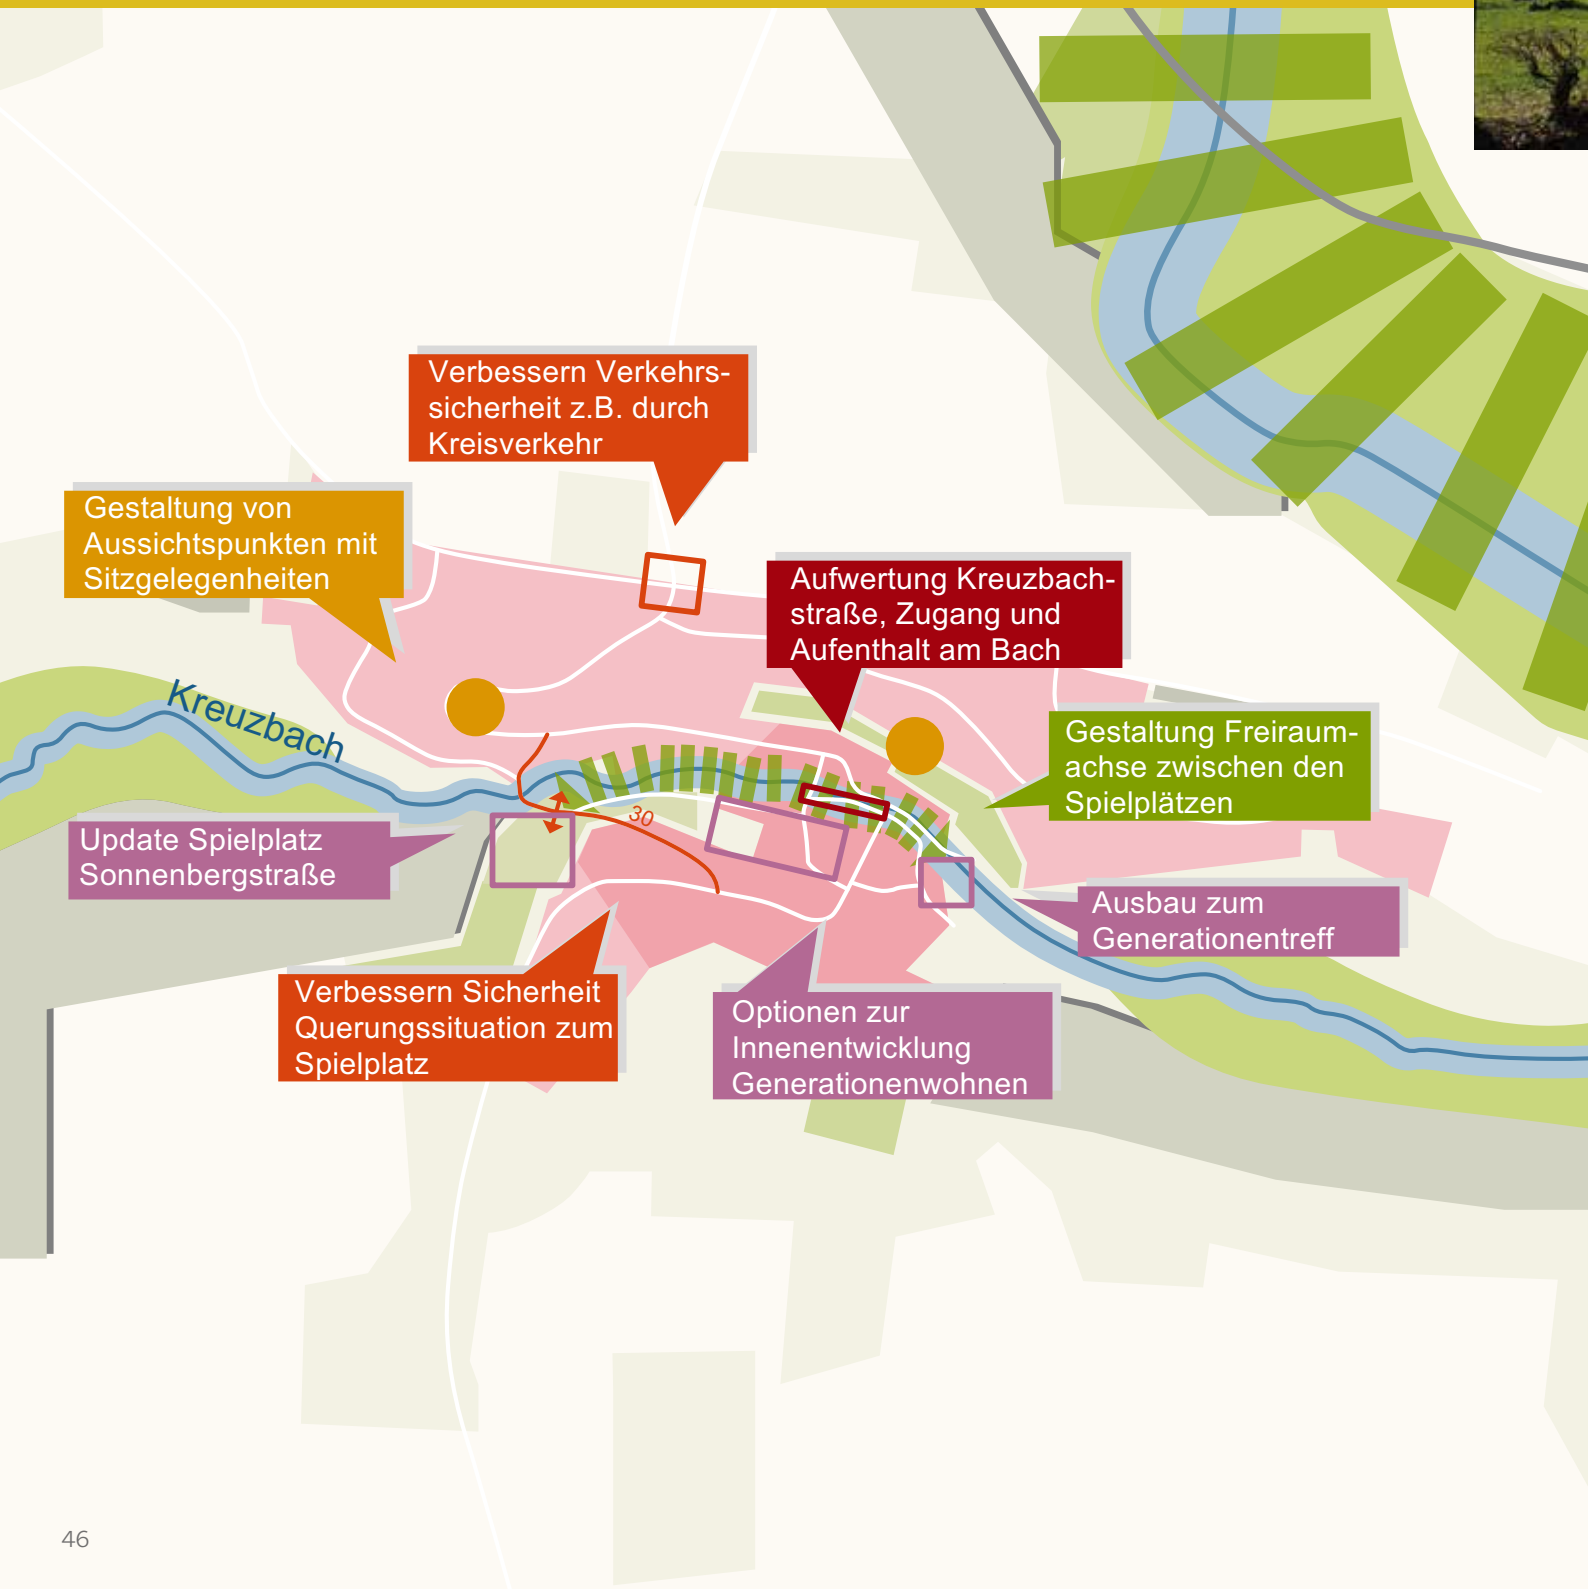 Verbessern Verkehrs-
sicherheit z.B. durch
Kreisverkehr
Gestaltung von
Aussichtspunkten mit
Sitzgelegenheiten
Aufwertung Kreuzbach-
straße, Zugang und
Aufenthalt am Bach
Kreuzbach
Gestaltung Freiraum-
achse zwischen den
Spielplätzen
30
Update Spielplatz
Sonnenbergstraße
Ausbau zum
Generationentreff
Verbessern Sicherheit
Querungssituation zum
Spielplatz
Optionen zur
Innenentwicklung
Generationenwohnen
46